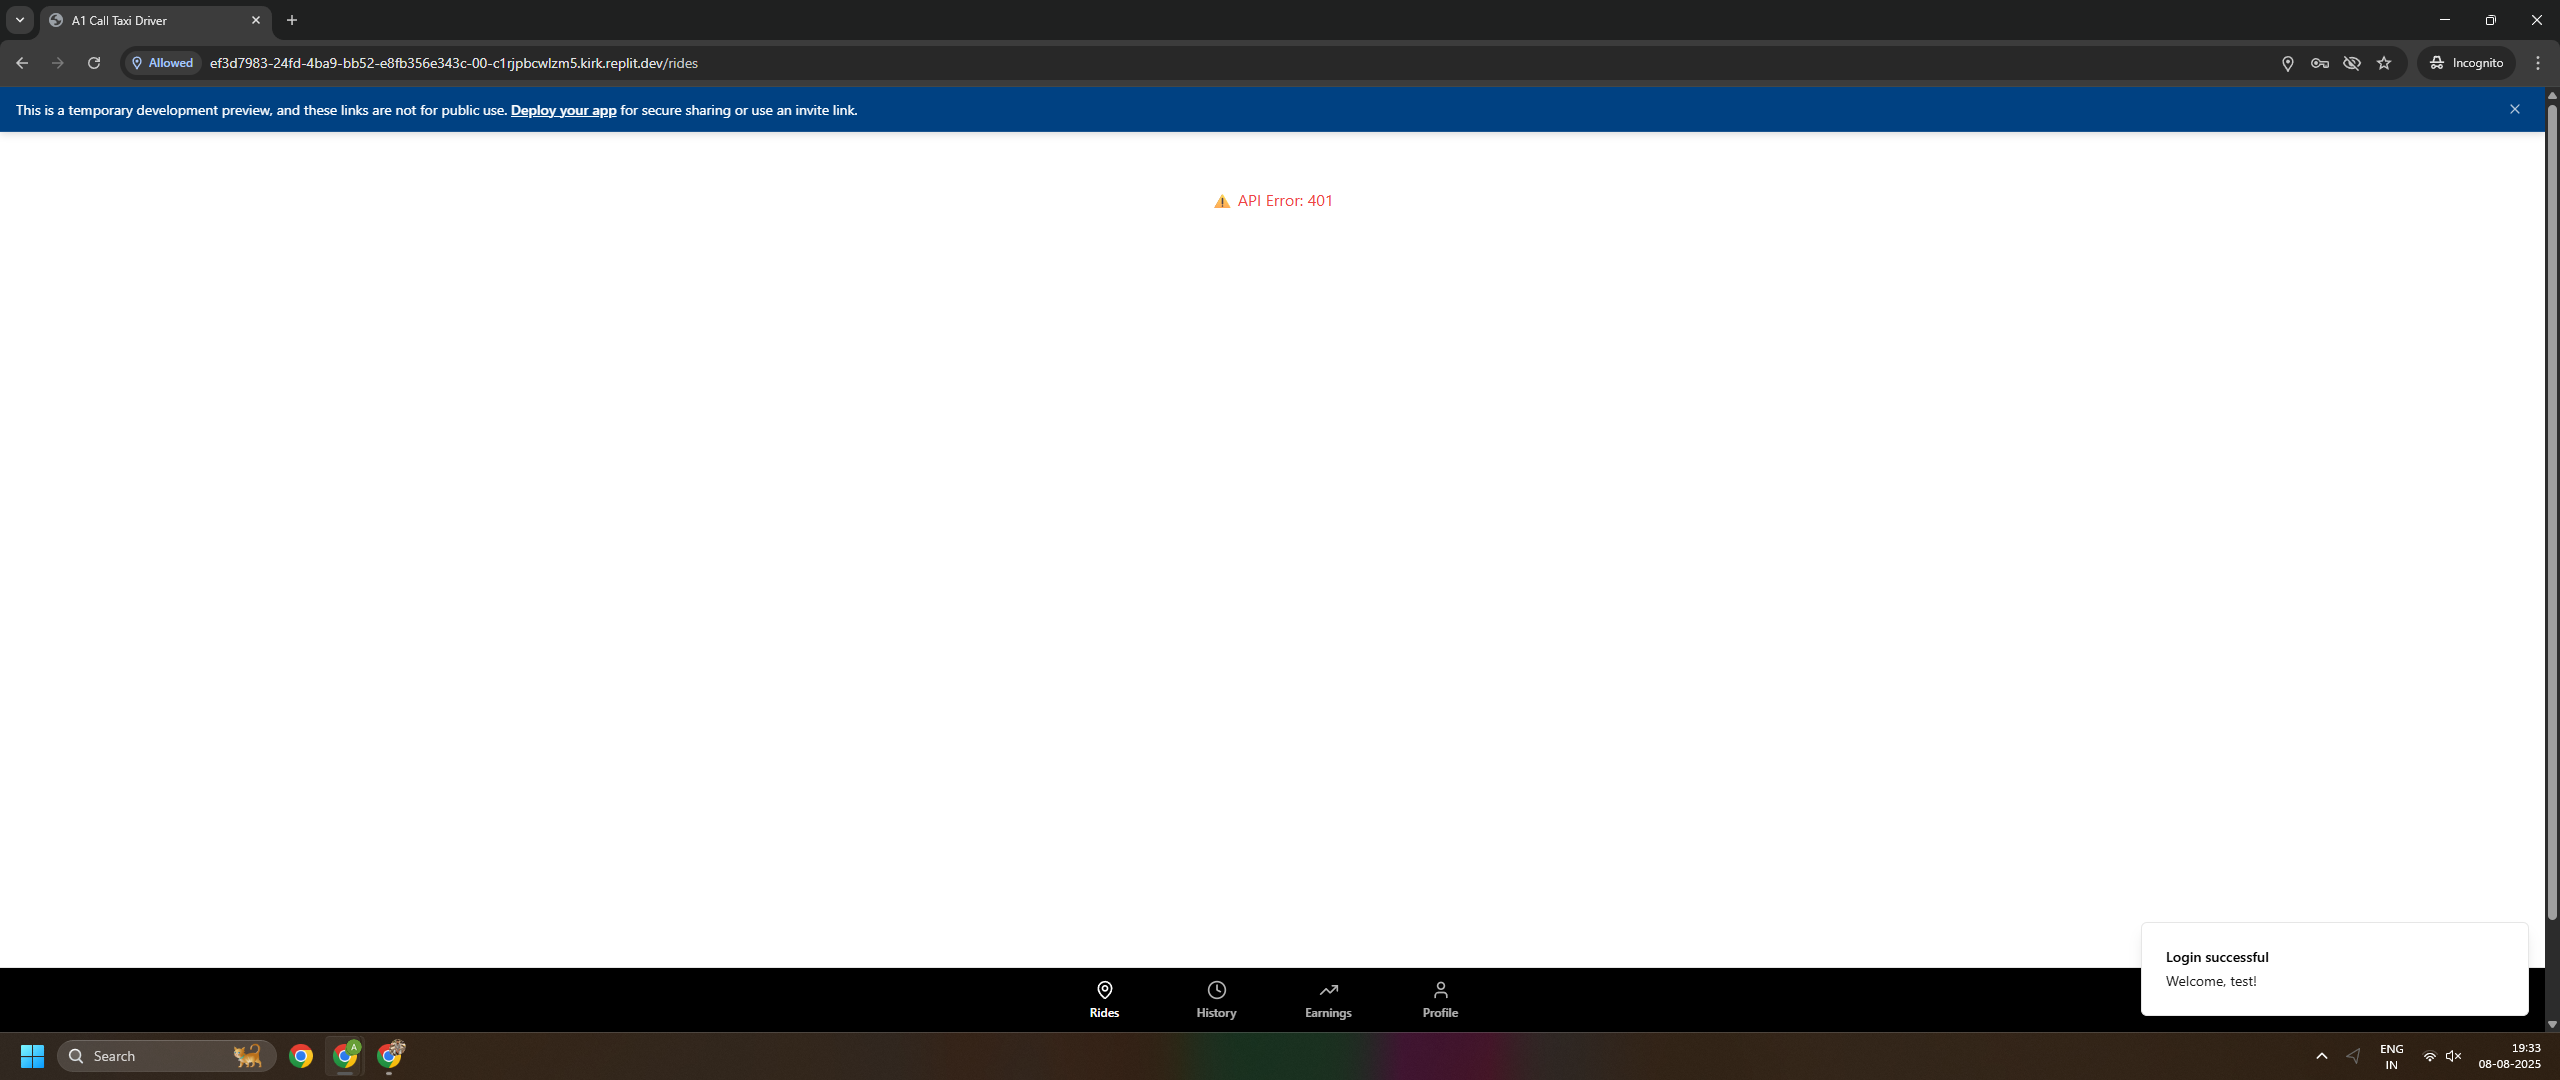 A1 Call Taxi Driver
Allowed
ef3d7983-24fd-4ba9-bb52-e8fb356e343c-00-c1rjpbcwlzm5.kirk.replit.dev/rides
Incognito
This is a temporary development preview, and these links are not for public use. Deploy your app for secure sharing or use an invite link.
API Error: 401
Login successful
Welcome, test!
Rides
History
Earnings
Profile
Search
A
ENG
IN
19:33
08-08-2025